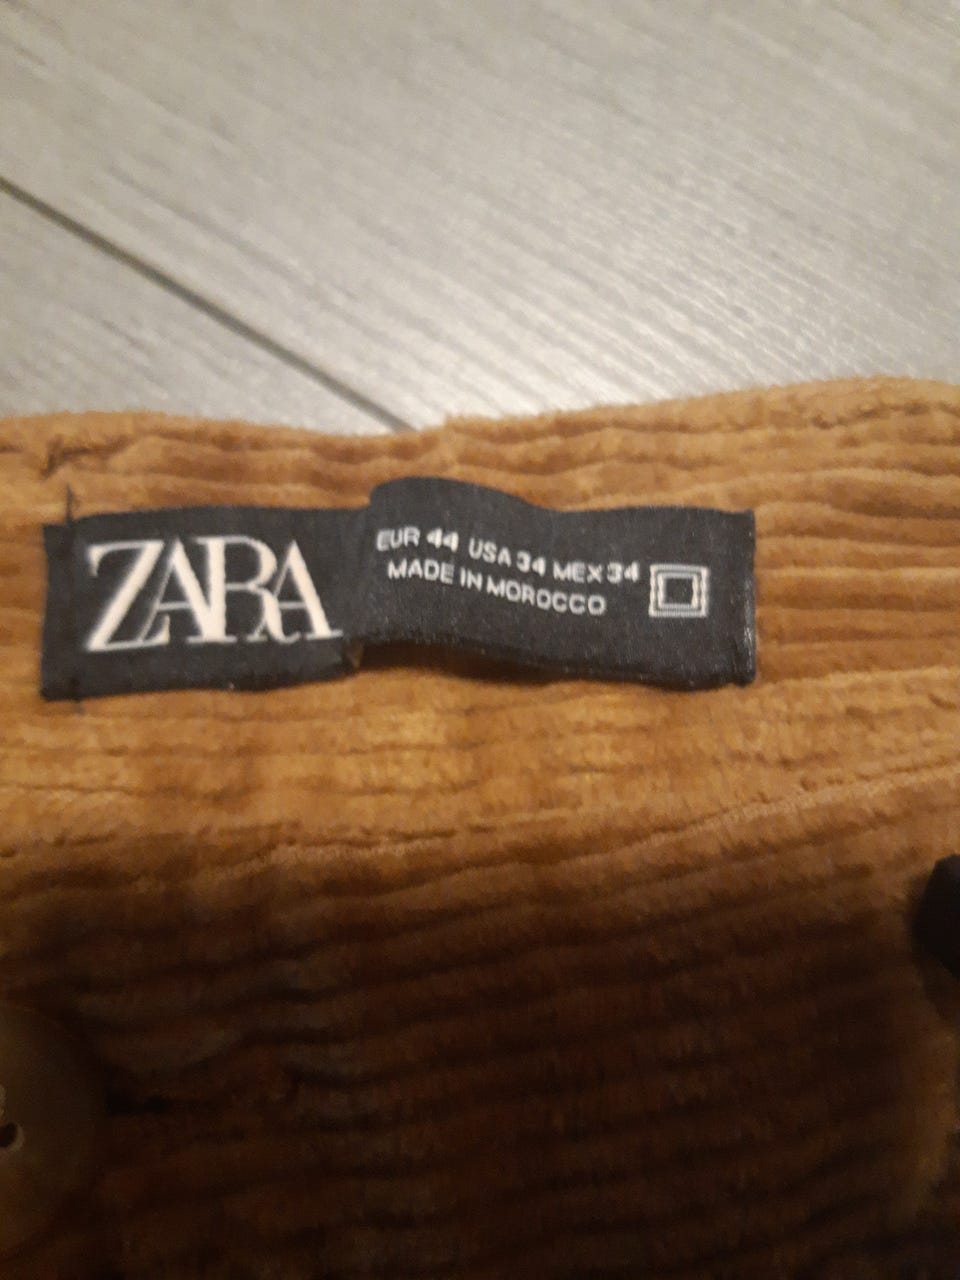 ZARA
EUR 44 USA 34 MEX 34
MADE IN MOROCCO